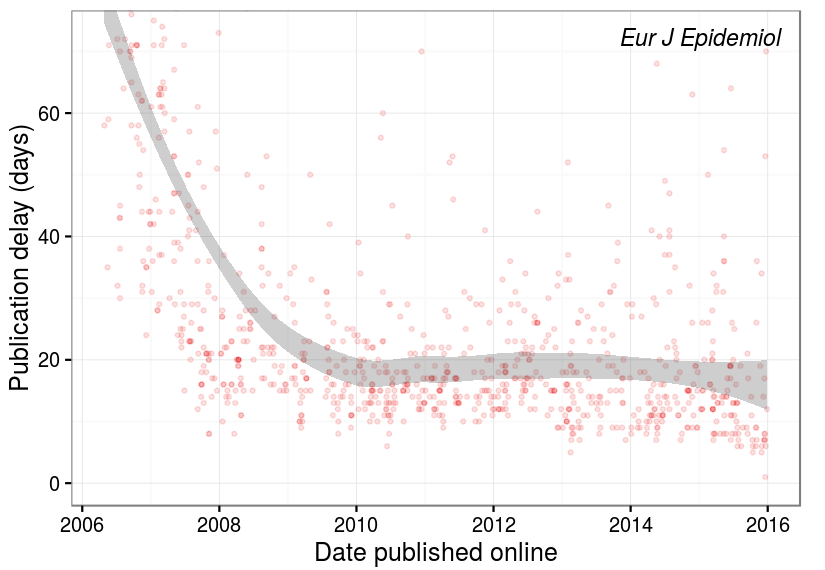 Eur J Epidemiol
Publication delay (days)
60
40
20
0
2006 2008 2010 2012 2014 2016
Date published online